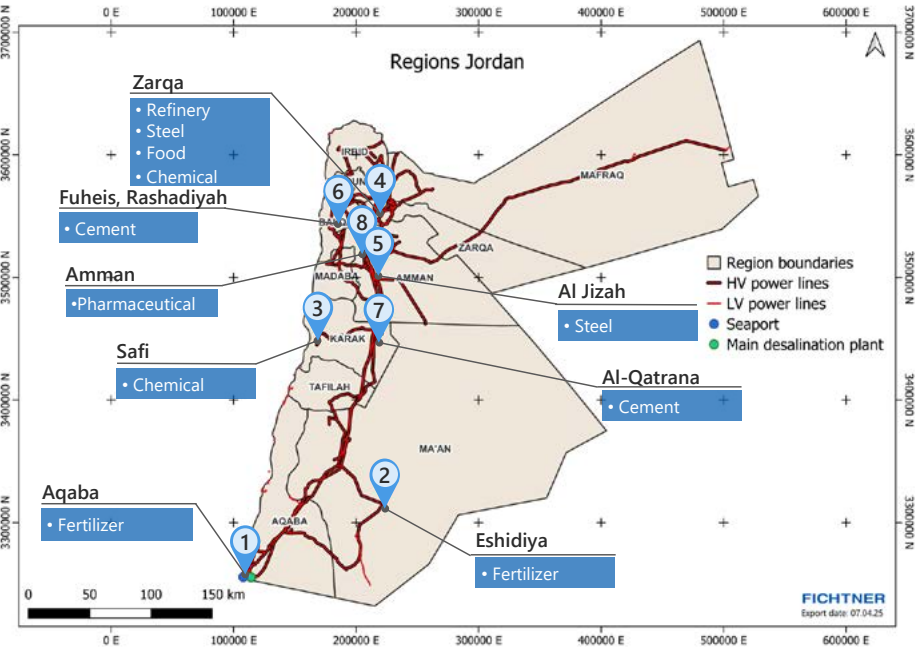 0 E 100000 E 200000 E 300000 E 400000 E 500000 E 600000 E
3700000 N
3700000 N
Regions Jordan
Zarqa
• Refinery
• Steel
• Food
• Chemical
3600000 N
3600000 N
IRBID
MAFRAQ
6
4
Fuheis, Rashadiyah
• Cement
8
5
ZARQA
Amman
•Pharmaceutical
MADABA
AMMAN
3500000 N
3500000 N
Al Jizah
• Steel
Region boundaries
HV power lines
LV power lines
Seaport
Main desalination plant
3
7
KARAK
Safi
• Chemical
Al-Qatrana
• Cement
TAFILAH
3400000 N
3400000 N
MA'AN
2
Aqaba
• Fertilizer
3300000 N
3300000 N
AQABA
1
Eshidiya
• Fertilizer
0 50 100 150 km
FICHTNER
Export date: 07.04.25
0 E 100000 E 200000 E 300000 E 400000 E 500000 E 600000 E